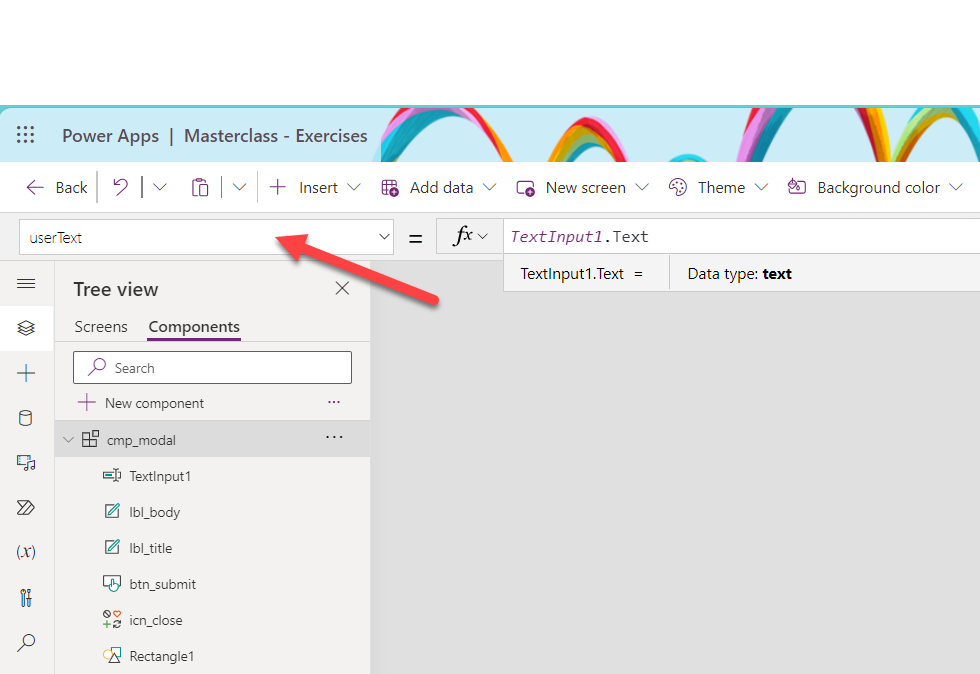 Power Apps | Masterclass - Exercises
Back Insert Add data New screen Theme Background color
userText = fx TextInput1.Text
TextInput1.Text = Data type: text
Tree view
Screens Components
Search
New component ...
cmp_modal ...
TextInput1
lbl_body
lbl_title
btn_submit
(x) icn_close
Rectangle1